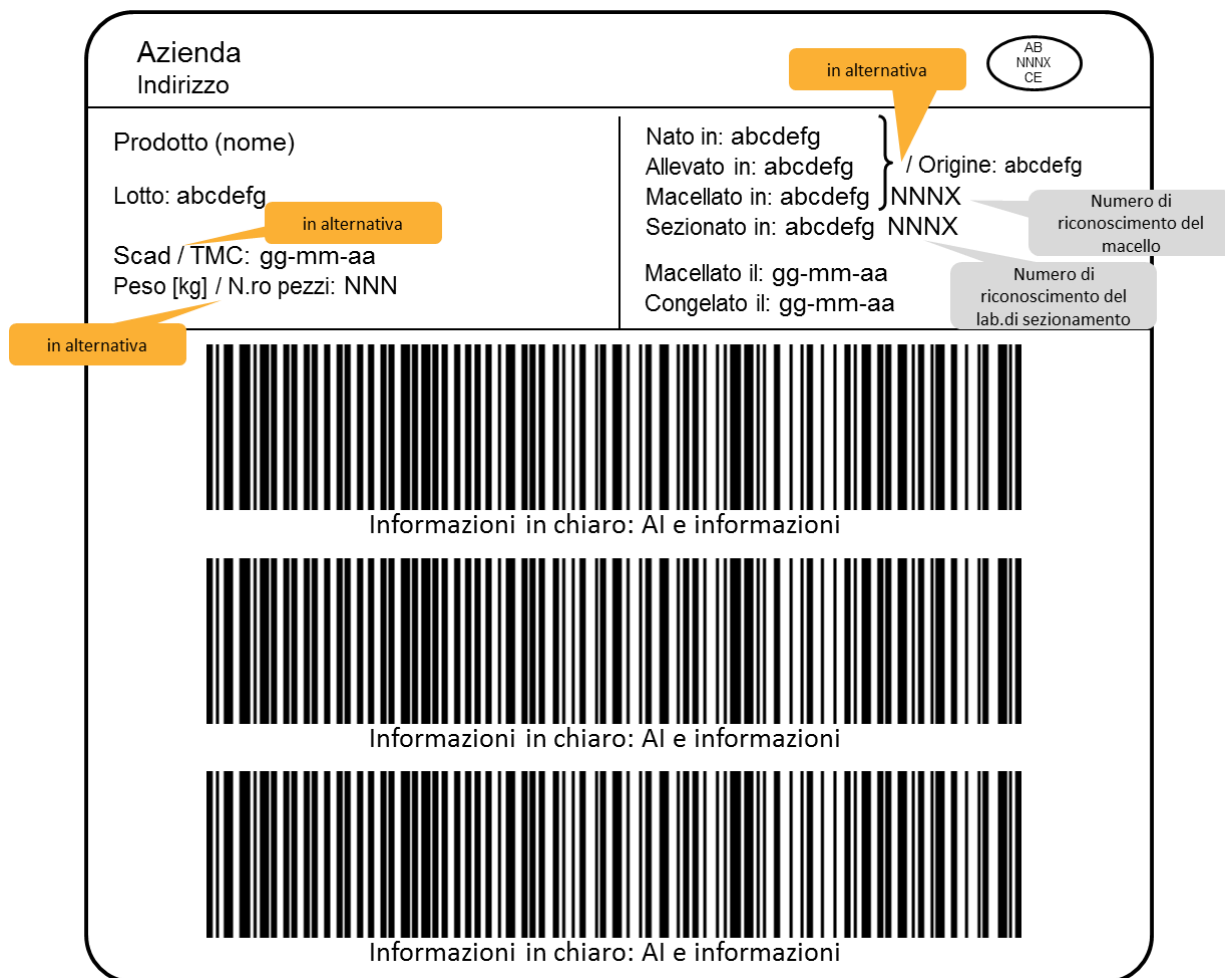 Azienda
Indirizzo
in alternativa
AB
NNNX
CE
Prodotto (nome)
Lotto: abcdefg
in alternativa
Scad / TMC: gg-mm-aa
Peso [kg] / N.ro pezzi: NNN
in alternativa
Nato in: abcdefg
Allevato in: abcdefg
/ Origine: abcdefg
Macellato in: abcdefg NNNX
Sezionato in: abcdefg NNNX
Numero di
riconoscimento del
macello
Macellato il: gg-mm-aa
Congelato il: gg-mm-aa
Numero di
riconoscimento del
lab.di sezionamento
Informazioni in chiaro: AI e informazioni
Informazioni in chiaro: AI e informazioni
Informazioni in chiaro: AI e informazioni